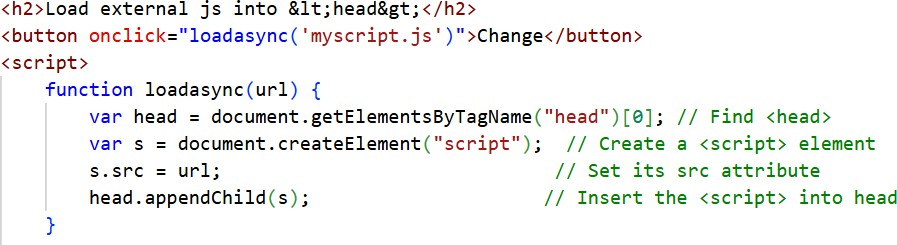 <h2>Load external js into &lt;head&gt;</h2>
<button onclick="loadasync('myscript.js')">Change</button>
<script>
    function loadasync(url) {
        var head = document.getElementsByTagName("head")[0]; // Find <head>
        var s = document.createElement("script");  // Create a <script> element
        s.src = url;                              // Set its src attribute
        head.appendChild(s);                     // Insert the <script> into head
    }